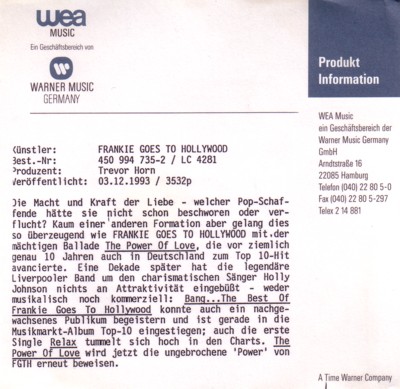 wea
MUSIC
Ein Geschäftsbereich von
WARNER MUSIC
GERMANY
Produkt
Information
WEA Music
ein Geschäftsbereich der
Warner Music Germany
GmbH
Arndtstraße 16
22085 Hamburg
Telefon (040) 22 80 5-0
Fax (040) 22 80 5-297
Telex 2 14 881
ünstler: FRANKIE GOES TO HOLLYWOOD
Best.-Nr: 450 994 735-2 / LC 4281
Produzent: Trevor Horn
Veröffentlicht: 03.12.1993 / 3532p
Die Macht und Kraft der Liebe - welcher Pop-Schaf-
fende hätte sie nicht schon beschworen oder ver-
flucht? Kaum einer anderen Formation aber gelang dies
so überzeugend wie FRANKIE GOES TO HOLLYWOOD mit der
mächtigen Ballade The Power Of Love, die vor ziemlich
genau 10 Jahren auch in Deutschland zum Top 10-Hit
avancierte. Eine Dekade später hat die legendäre
Liverpooler Band um den charismatischen Sänger Holly
Johnson nichts an Attraktivität eingebüßt - weder
musikalisch noch kommerziell: Bang...The Best Of
Frankie Goes To Hollywood konnte auch ein nachge-
wachsenes Publikum begeistern und ist gerade in die
Musikmarkt-Album Top-10 eingestiegen; auch die erste
Single Relax tummelt sich hoch in den Charts. The
Power Of Love wird jetzt die ungebrochene 'Power' von
FGTH erneut beweisen.
A Time Warner Company